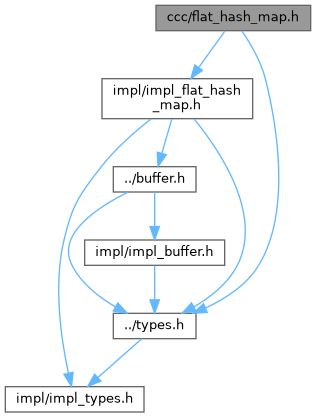 ccc/flat_hash_map.h
impl/impl_flat_hash
_map.h
../buffer.h
impl/impl_buffer.h
../types.h
impl/impl_types.h